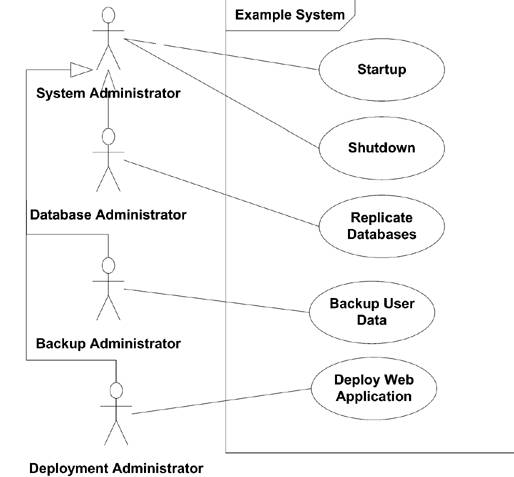 Example System
Startup
System Administrator
Shutdown
Database Administrator
Replicate
Databases
Backup User
Data
Backup Administrator
Deploy Web
Application
Deployment Administrator